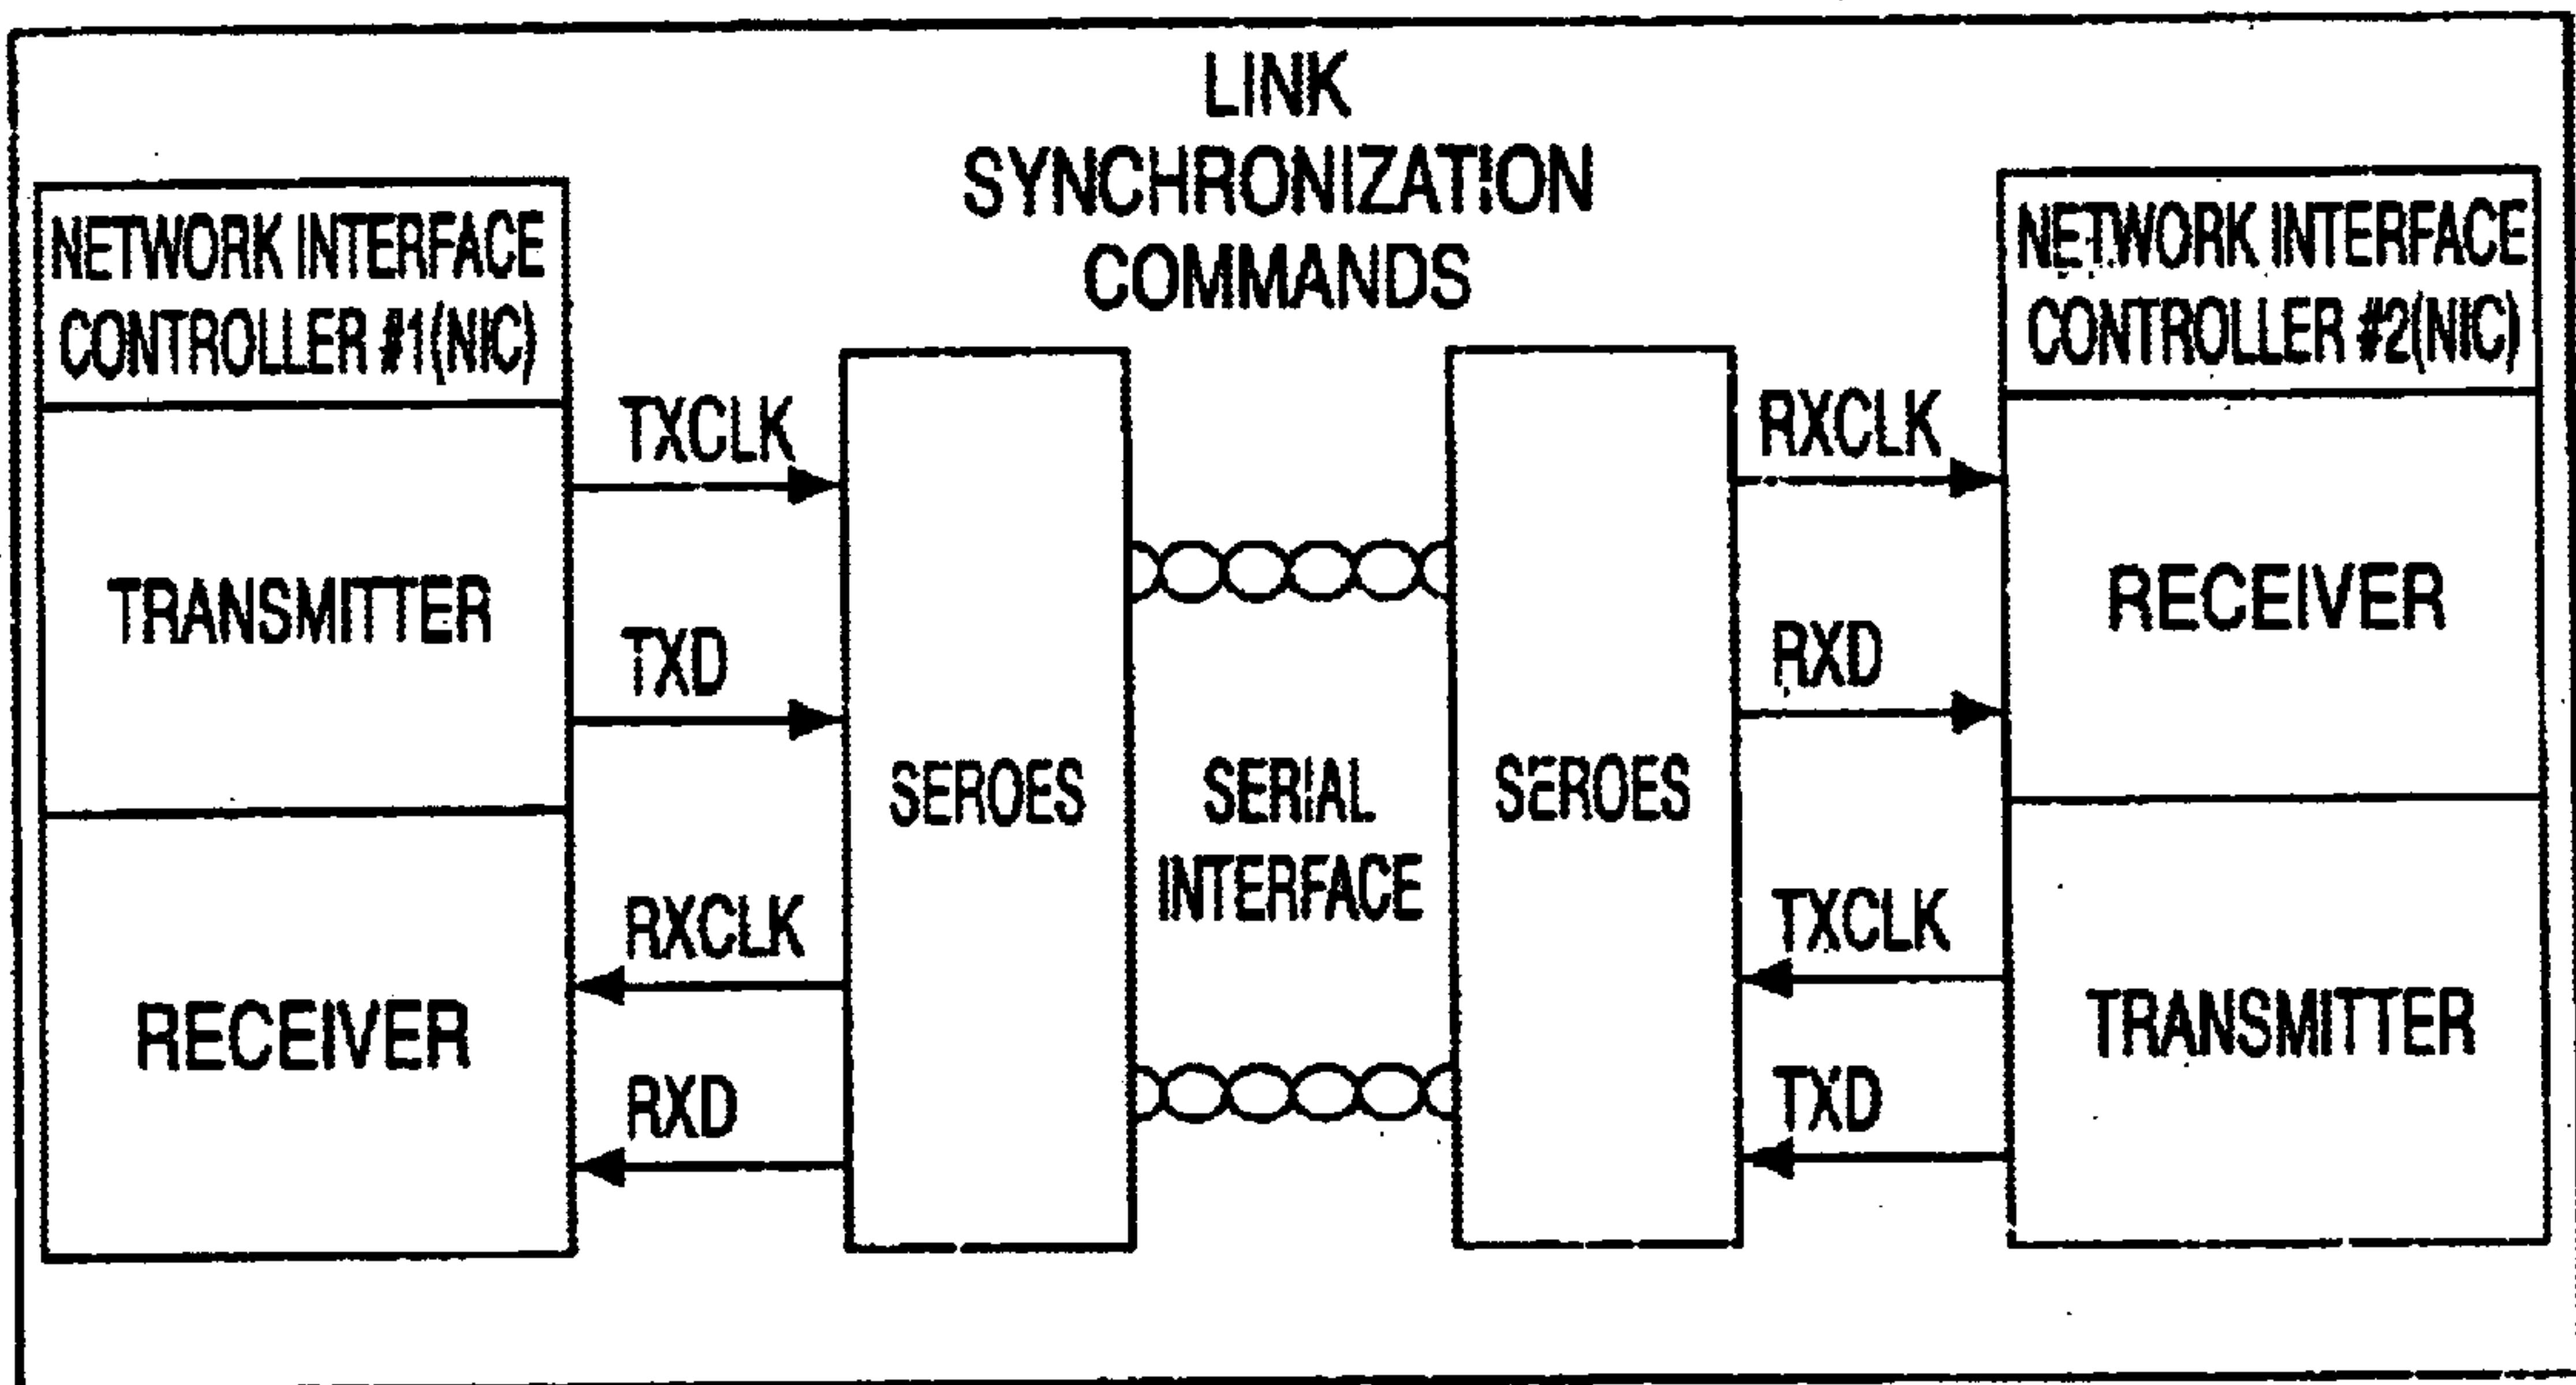 LINK
SYNCHRONIZATION
COMMANDS
NETWORK INTERFACE
CONTROLLER #1(NIC)
TRANSMITTER
RECEIVER
TXCLK
TXD
RXCLK
RXD
SEROES
SERIAL
INTERFACE
SEROES
RXCLK
RXD
TXCLK
TXD
NETWORK INTERFACE
CONTROLLER #2(NIC)
RECEIVER
TRANSMITTER